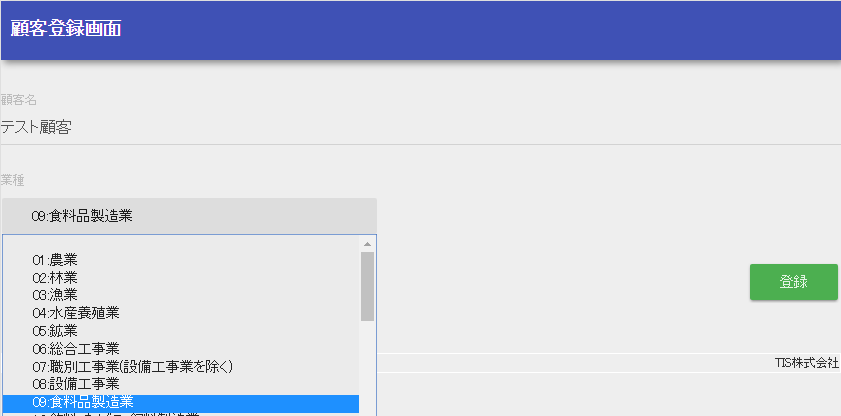 顧客登録画面
顧客名
テスト顧客
業種
09:食料品製造業
01:農業
02:林業
03:漁業
04:水産養殖業
05:鉱業
06:総合工事業
07:職別工事業(設備工事業を除く)
08:設備工事業
09:食料品製造業
登録
TIS株式会社